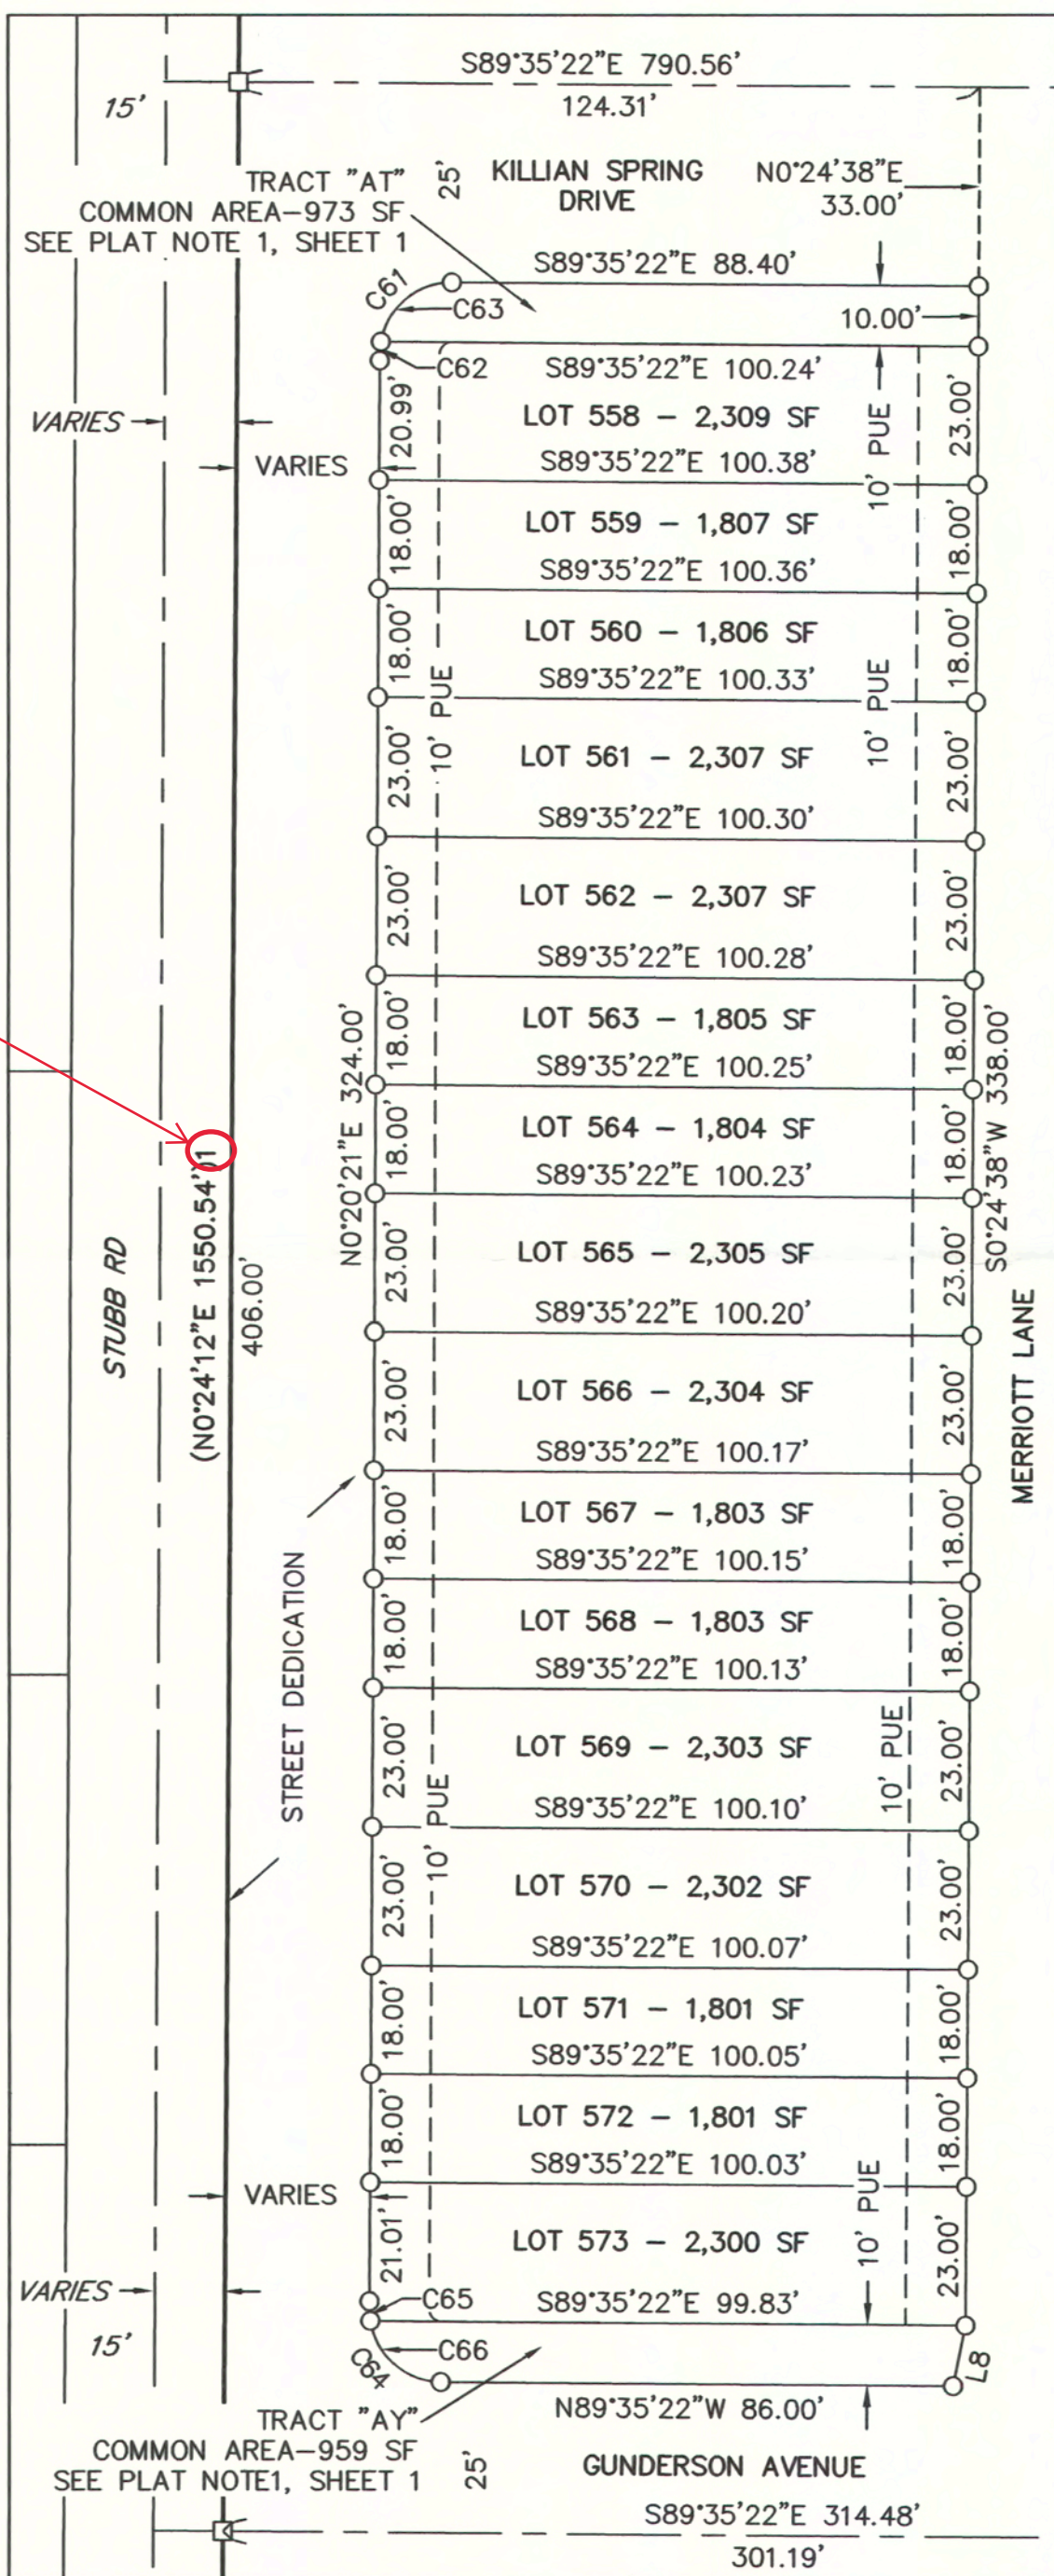 S89°35'22"E 790.56'
124.31'
15'
25'
KILLIAN SPRING
DRIVE
N0°24'38"E
33.00'
TRACT "AT"
COMMON AREA-973 SF
SEE PLAT NOTE 1, SHEET 1
S89°35'22"E 88.40'
C61
C63
10.00'
C62
S89°35'22"E 100.24'
VARIES
VARIES
20.99'
LOT 558 - 2,309 SF
10' PUE
23.00'
S89°35'22"E 100.38'
18.00'
LOT 559 - 1,807 SF
18.00'
S89°35'22"E 100.36'
18.00'
LOT 560 - 1,806 SF
18.00'
S89°35'22"E 100.33'
10' PUE
10' PUE
23.00'
LOT 561 - 2,307 SF
23.00'
S89°35'22"E 100.30'
23.00'
LOT 562 - 2,307 SF
23.00'
S89°35'22"E 100.28'
N0°20'21"E 324.00'
18.00'
LOT 563 - 1,805 SF
18.00'
S0°24'38"W 338.00'
S89°35'22"E 100.25'
18.00'
LOT 564 - 1,804 SF
18.00'
S89°35'22"E 100.23'
STUBB RD
(N0°24'12"E 1550.54')1
406.00'
23.00'
LOT 565 - 2,305 SF
23.00'
S89°35'22"E 100.20'
MERRIOTT LANE
23.00'
LOT 566 - 2,304 SF
23.00'
S89°35'22"E 100.17'
18.00'
LOT 567 - 1,803 SF
18.00'
S89°35'22"E 100.15'
STREET DEDICATION
18.00'
LOT 568 - 1,803 SF
18.00'
S89°35'22"E 100.13'
23.00'
LOT 569 - 2,303 SF
10' PUE
23.00'
S89°35'22"E 100.10'
10' PUE
23.00'
LOT 570 - 2,302 SF
23.00'
S89°35'22"E 100.07'
18.00'
LOT 571 - 1,801 SF
18.00'
S89°35'22"E 100.05'
18.00'
LOT 572 - 1,801 SF
18.00'
S89°35'22"E 100.03'
VARIES
VARIES
21.01'
LOT 573 - 2,300 SF
10' PUE
23.00'
C65
S89°35'22"E 99.83'
15'
C64
C66
L8
N89°35'22"W 86.00'
TRACT "AY"
COMMON AREA-959 SF
SEE PLAT NOTE1, SHEET 1
25'
GUNDERSON AVENUE
S89°35'22"E 314.48'
301.19'